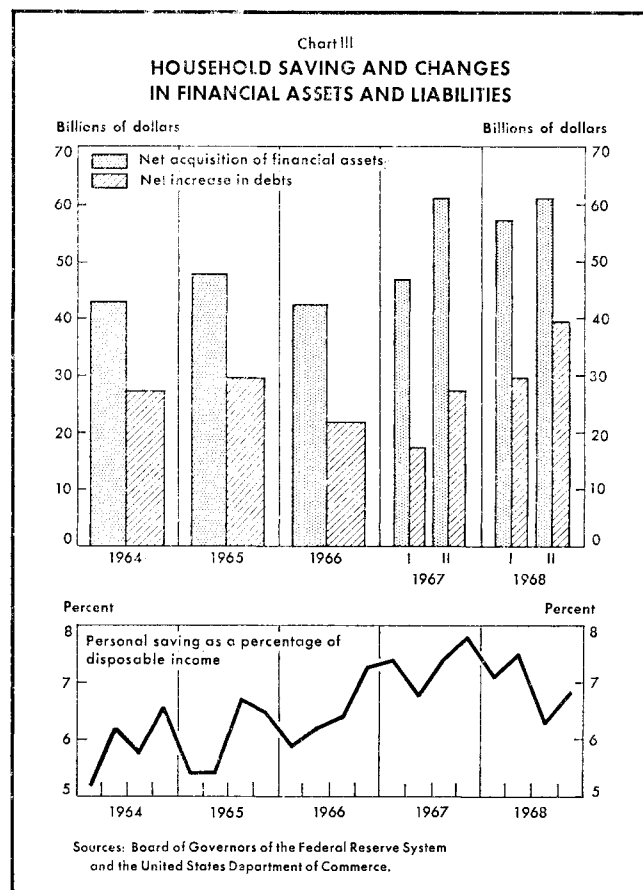 Chart III
HOUSEHOLD SAVING AND CHANGES
IN FINANCIAL ASSETS AND LIABILITIES
Billions of dollars Billions of dollars
70 70
Net acquisition of financial assets
Net increase in debts
60 60
50 50
40 40
30 30
20 20
10 10
0 0
1964 1965 1966 I II I II
1967 1968
Percent Percent
8 8
Personal saving as a percentage of
disposable income
7 7
6 6
5 5
1964 1965 1966 1967 1968
Sources: Board of Governors of the Federal Reserve System
and the United States Department of Commerce.